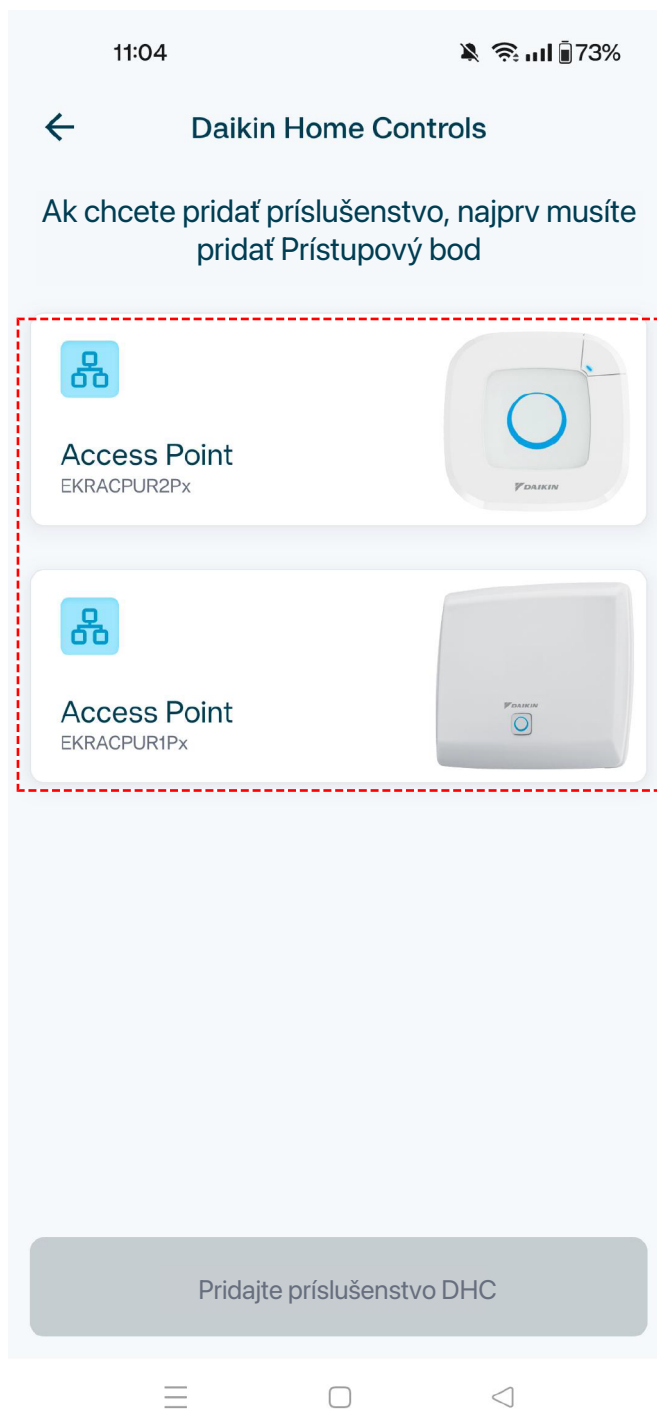 11:04 73%
Daikin Home Controls
Ak chcete pridať príslušenstvo, najprv musíte
pridať Prístupový bod
Access Point
EKRACPUR2Px
DAIKIN
Access Point
EKRACPUR1Px
DAIKIN
Pridajte príslušenstvo DHC